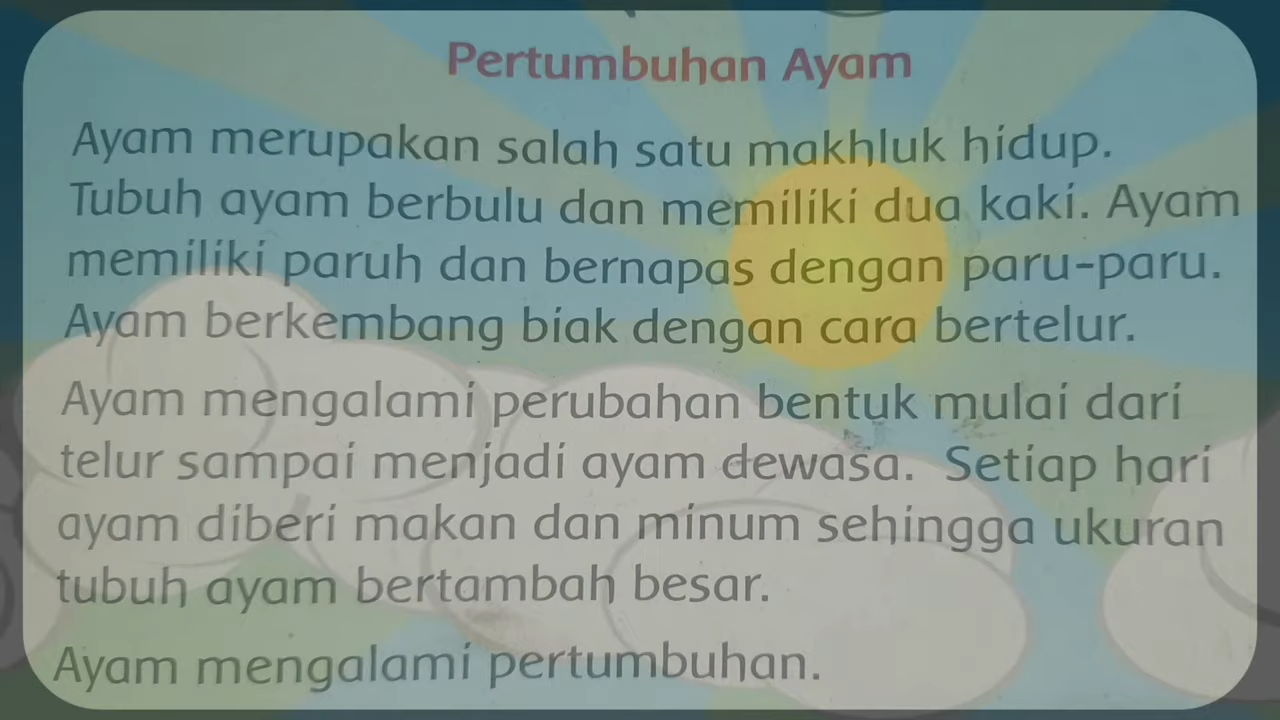 Pertumbuhan Ayam
Ayam merupakan salah satu makhluk hidup.
Tubuh ayam berbulu dan memiliki dua kaki. Ayam
memiliki paruh dan bernapas dengan paru-paru.
Ayam berkembang biak dengan cara bertelur.
Ayam mengalami perubahan bentuk mulai dari
telur sampai menjadi ayam dewasa. Setiap hari
ayam diberi makan dan minum sehingga ukuran
tubuh ayam bertambah besar.
Ayam mengalami pertumbuhan.